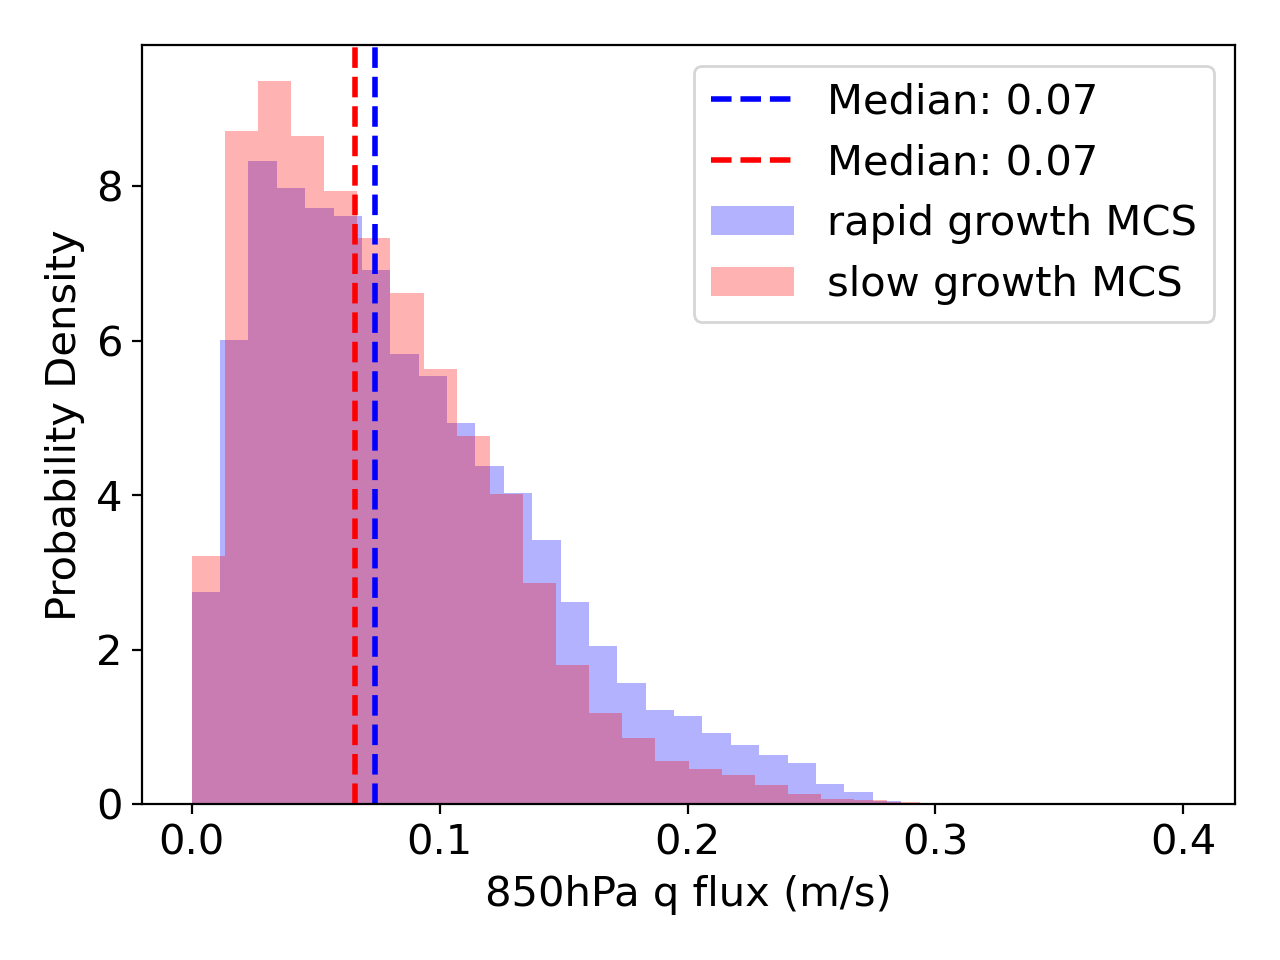 Median: 0.07
Median: 0.07
rapid growth MCS
slow growth MCS
Probability Density
8
6
4
2
0
0.0 0.1 0.2 0.3 0.4
850hPa q flux (m/s)